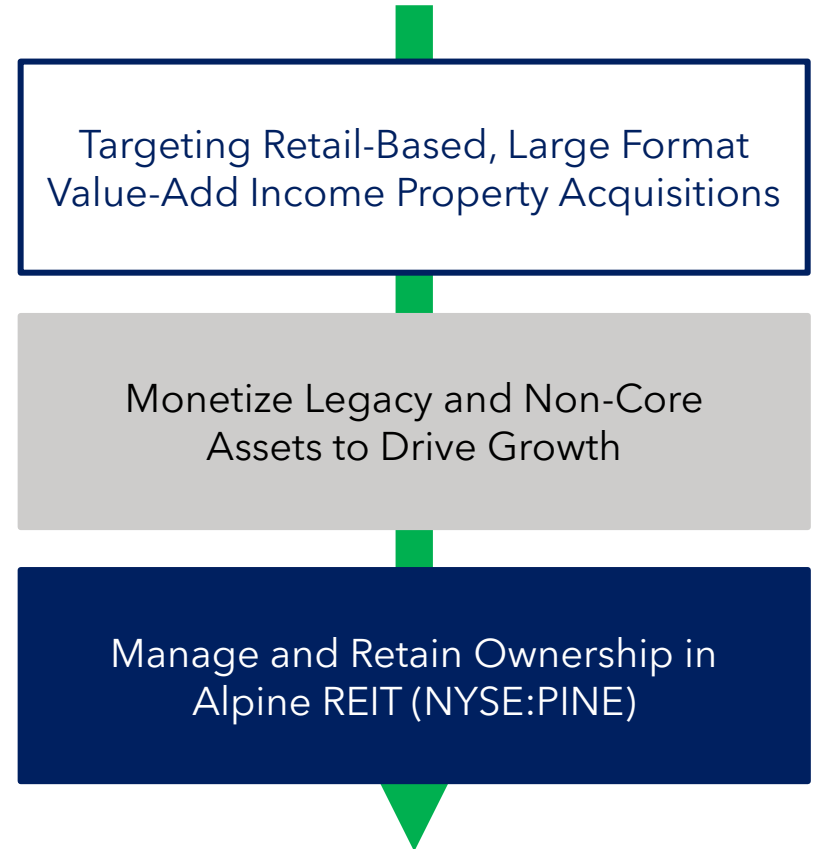 Targeting Retail-Based, Large Format
Value-Add Income Property Acquisitions
Monetize Legacy and Non-Core
Assets to Drive Growth
Manage and Retain Ownership in
Alpine REIT (NYSE:PINE)